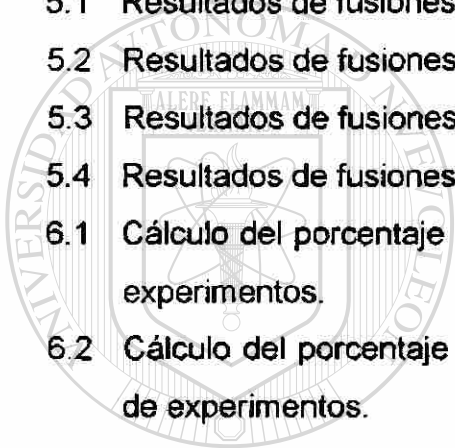 5.1 Resultados de fusiones
5.2 Resultados de fusiones
5.3 Resultados de fusiones
5.4 Resultados de fusiones
6.1 Cálculo del porcentaje
experimentos.
6.2 Cálculo del porcentaje
de experimentos.
ALERE FLAMMAM